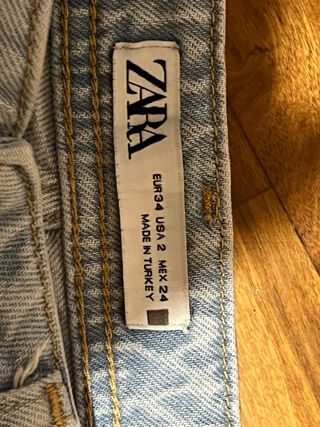 ZARA
EUR 34 USA 2 MEX 24
MADE IN TURKEY